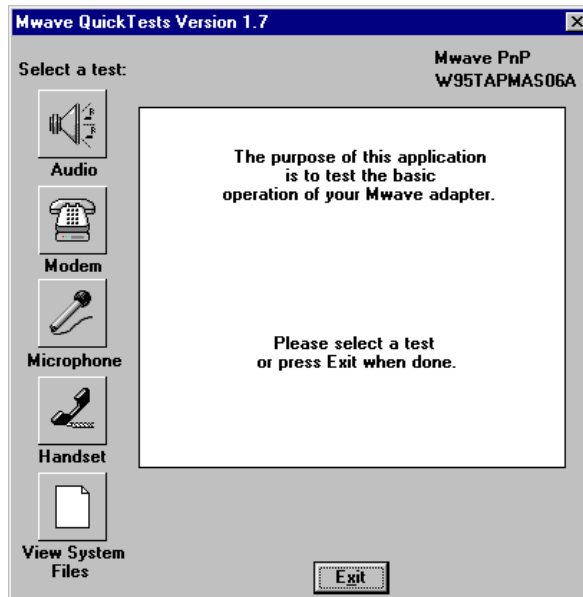 Mwave QuickTests Version 1.7
Select a test:
Mwave PnP
W95TAPMAS06A
Audio
Modem
Microphone
Handset
View System
Files
The purpose of this application
is to test the basic
operation of your Mwave adapter.
Please select a test
or press Exit when done.
Exit